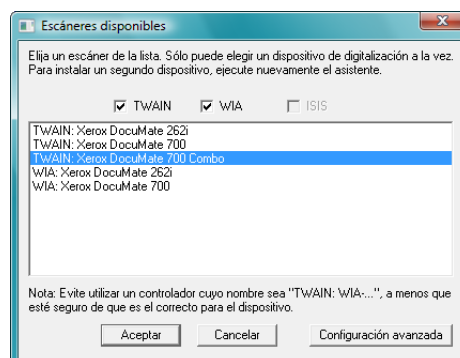 Escáneres disponibles
Elija un escáner de la lista. Sólo puede elegir un dispositivo de digitalización a la vez.
Para instalar un segundo dispositivo, ejecute nuevamente el asistente.
TWAIN WIA ISIS
TWAIN: Xerox DocuMate 262i
TWAIN: Xerox DocuMate 700
TWAIN: Xerox DocuMate 700 Combo
WIA: Xerox DocuMate 262i
WIA: Xerox DocuMate 700
Nota: Evite utilizar un controlador cuyo nombre sea "TWAIN: WIA-...", a menos que
esté seguro de que es el correcto para el dispositivo.
Aceptar Cancelar Configuración avanzada